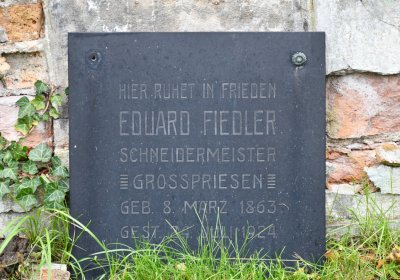 HIER RUHET IN FRIEDEN
EDUARD FIEDLER
SCHNEIDERMEISTER
GROSSPRIESEN
GEB. 8. MÄRZ 1863.
GEST. 1924.